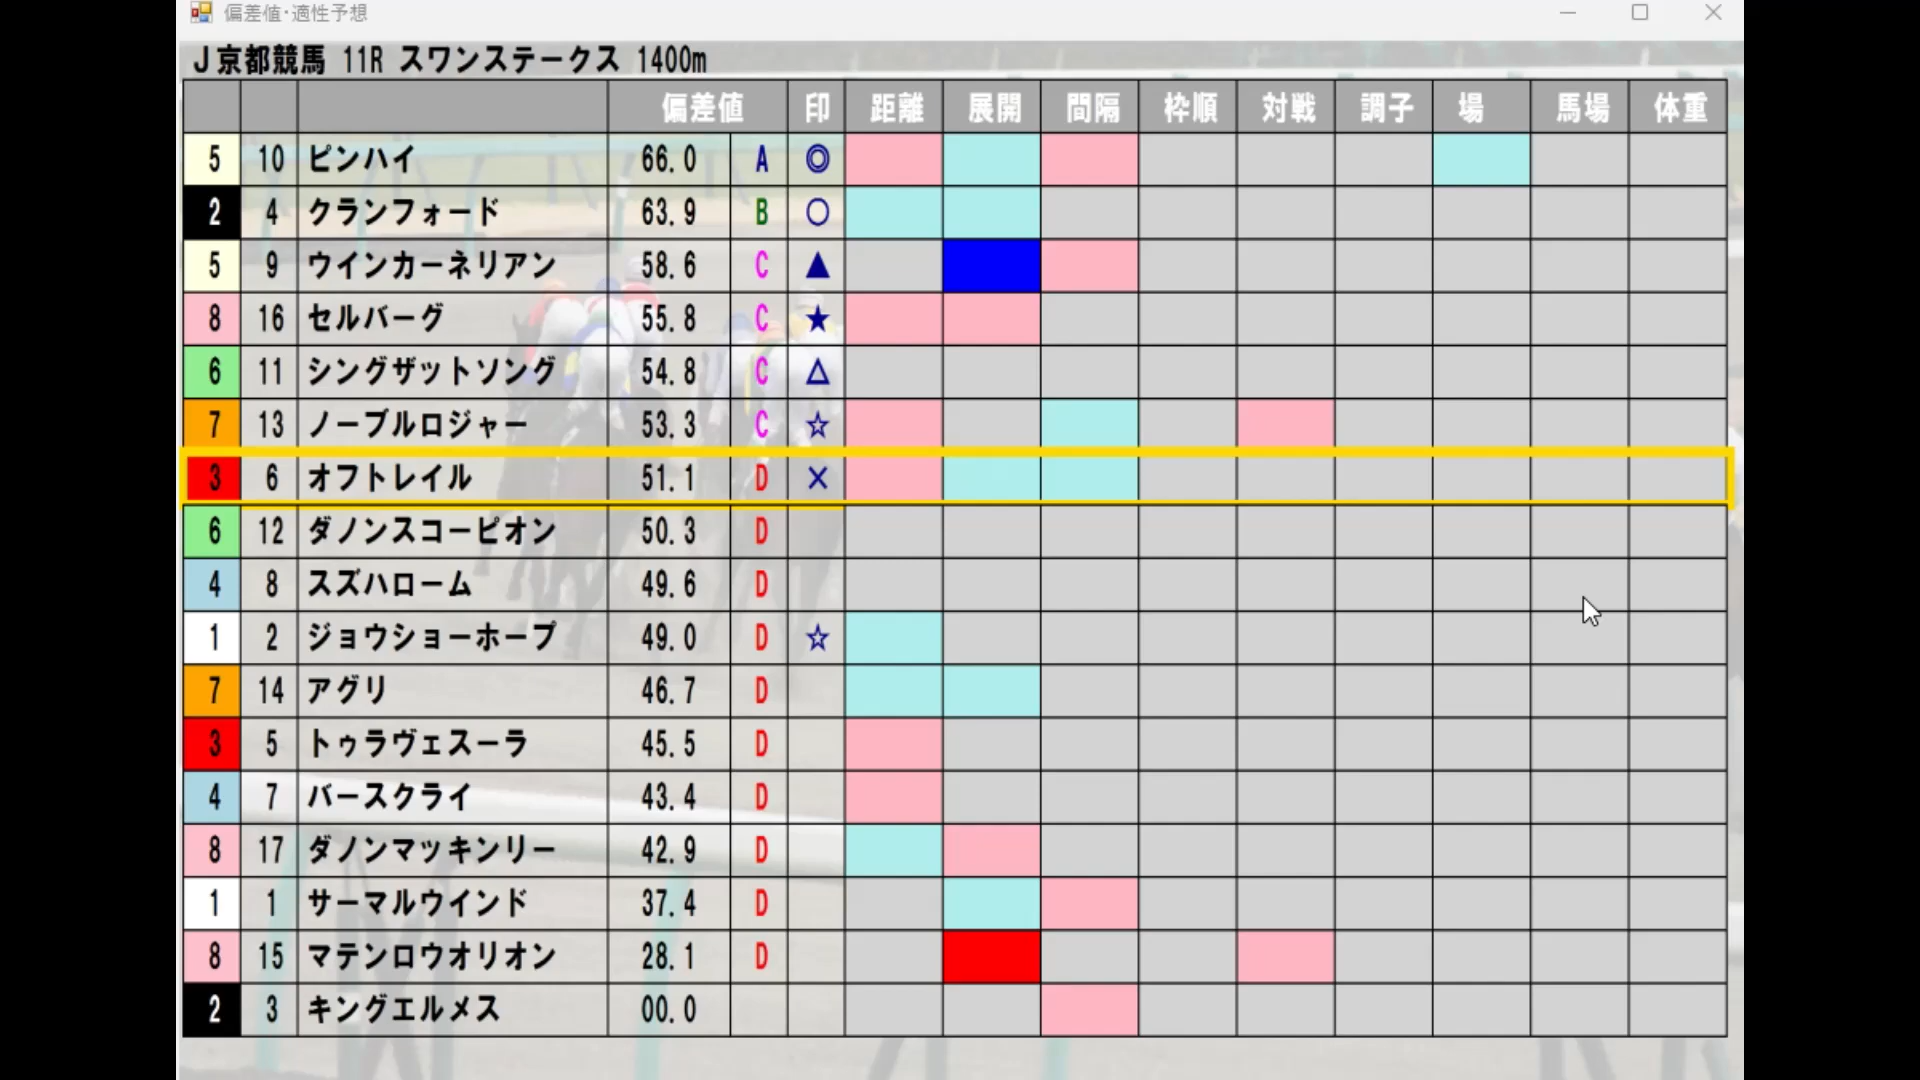 偏差値・適性予想
J京都競馬 11R スワンステークス 1400m
偏差値 印 距離 展開 間隔 枠順 対戦 調子 場 馬場 体重
5 10 ピンハイ 66.0 A ◎
2 4 クランフォード 63.9 B ○
5 9 ウインカーネリアン 58.6 C ▲
8 16 セルバーグ 55.8 C ★
6 11 シングザットソング 54.8 C △
7 13 ノーブルロジャー 53.3 C ☆
3 6 オフトレイル 51.1 D ×
6 12 ダノンスコーピオン 50.3 D
4 8 スズハローム 49.6 D
1 2 ジョウショーホープ 49.0 D ☆
7 14 アグリ 46.7 D
3 5 トゥラヴェスーラ 45.5 D
4 7 バースクライ 43.4 D
8 17 ダノンマッキンリー 42.9 D
1 1 サーマルウインド 37.4 D
8 15 マテンロウオリオン 28.1 D
2 3 キングエルメス 00.0